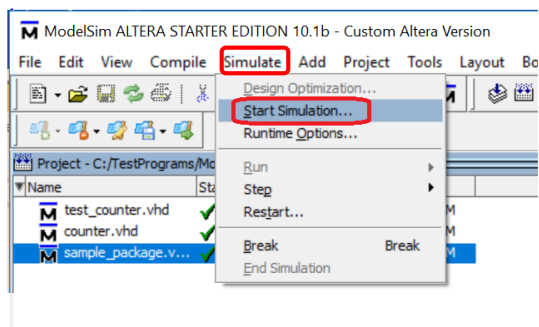 ModelSim ALTERA STARTER EDITION 10.1b - Custom Altera Version
File Edit View Compile Simulate Add Project Tools Layout Bo
Design Optimization...
Start Simulation...
Runtime Options...
Project - C:/TestPrograms/Mo
Run
Name Sta
Step
test_counter.vhd M
Restart...
counter.vhd M
sample_package.v... M
Break Break
End Simulation